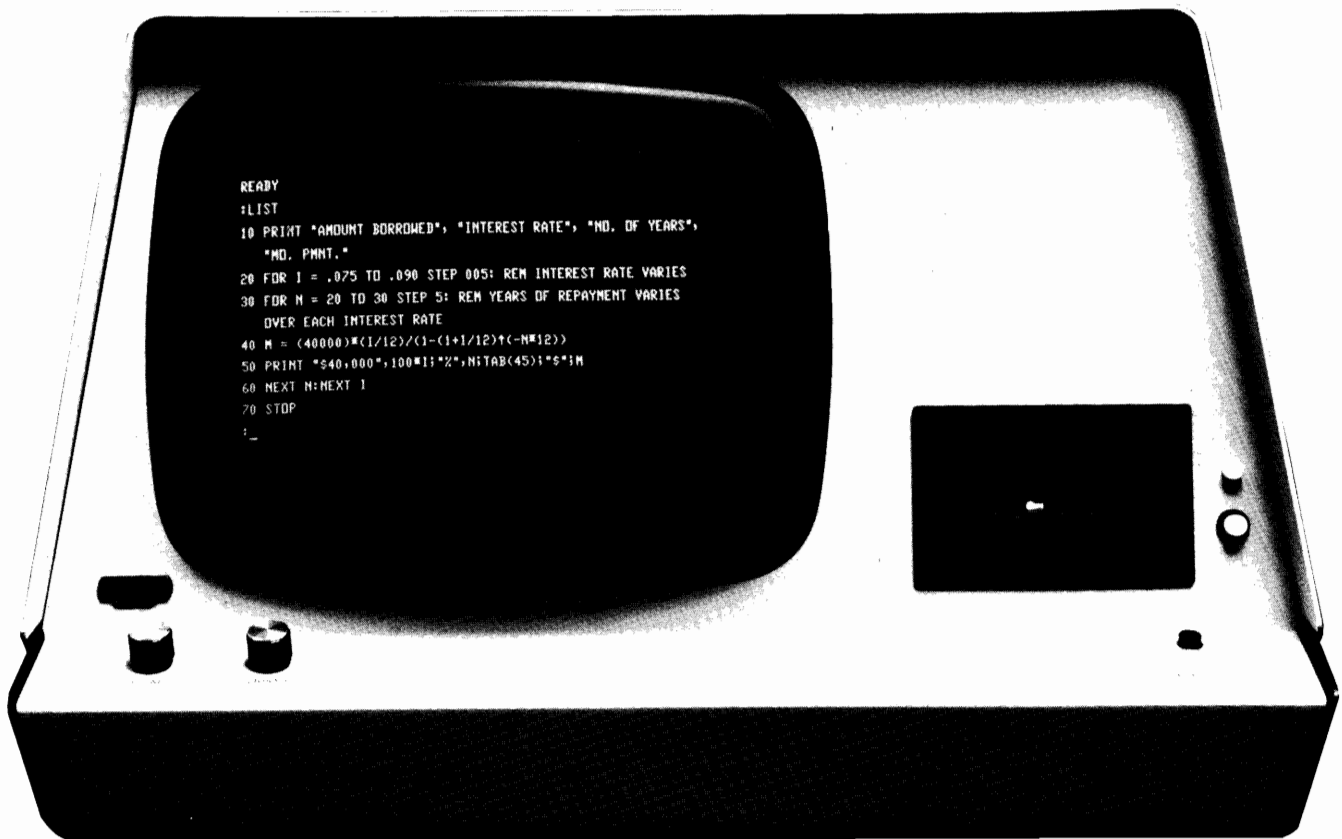 READY
:LIST
10 PRINT "AMOUNT BORROWED", "INTEREST RATE", "NO. OF YEARS",
"MO. PMNT."
20 FOR I = .075 TO .090 STEP 005: REM INTEREST RATE VARIES
30 FOR N = 20 TO 30 STEP 5: REM YEARS OF REPAYMENT VARIES
OVER EACH INTEREST RATE
40 M = (40000)*(I/12)/(1-(1+I/12)↑(-N*12))
50 PRINT "$40,000",100*I;"%",N;TAB(45);"$";M
60 NEXT N:NEXT I
70 STOP
:_